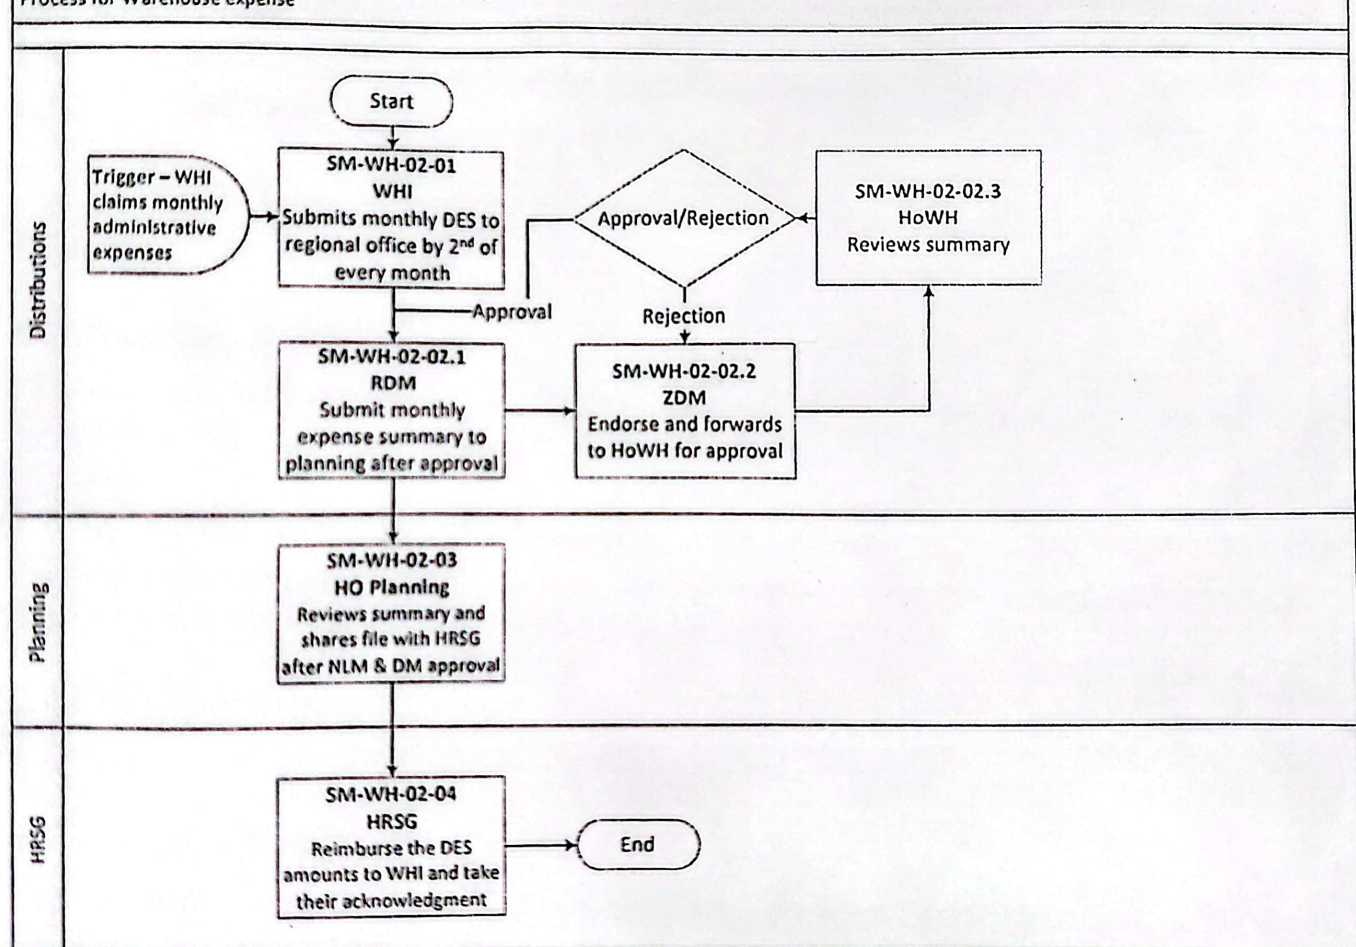 Process for Warehouse expense
Distributions
Start
Trigger – WHI
claims monthly
administrative
expenses
SM-WH-02-01
WHI
Submits monthly DES to
regional office by 2nd of
every month
Approval/Rejection
SM-WH-02-02.3
HoWH
Reviews summary
Approval
Rejection
SM-WH-02-02.1
RDM
Submit monthly
expense summary to
planning after approval
SM-WH-02-02.2
ZDM
Endorse and forwards
to HoWH for approval
Planning
SM-WH-02-03
HO Planning
Reviews summary and
shares file with HRSG
after NLM & DM approval
HRSG
SM-WH-02-04
HRSG
Reimburse the DES
amounts to WHI and take
their acknowledgment
End